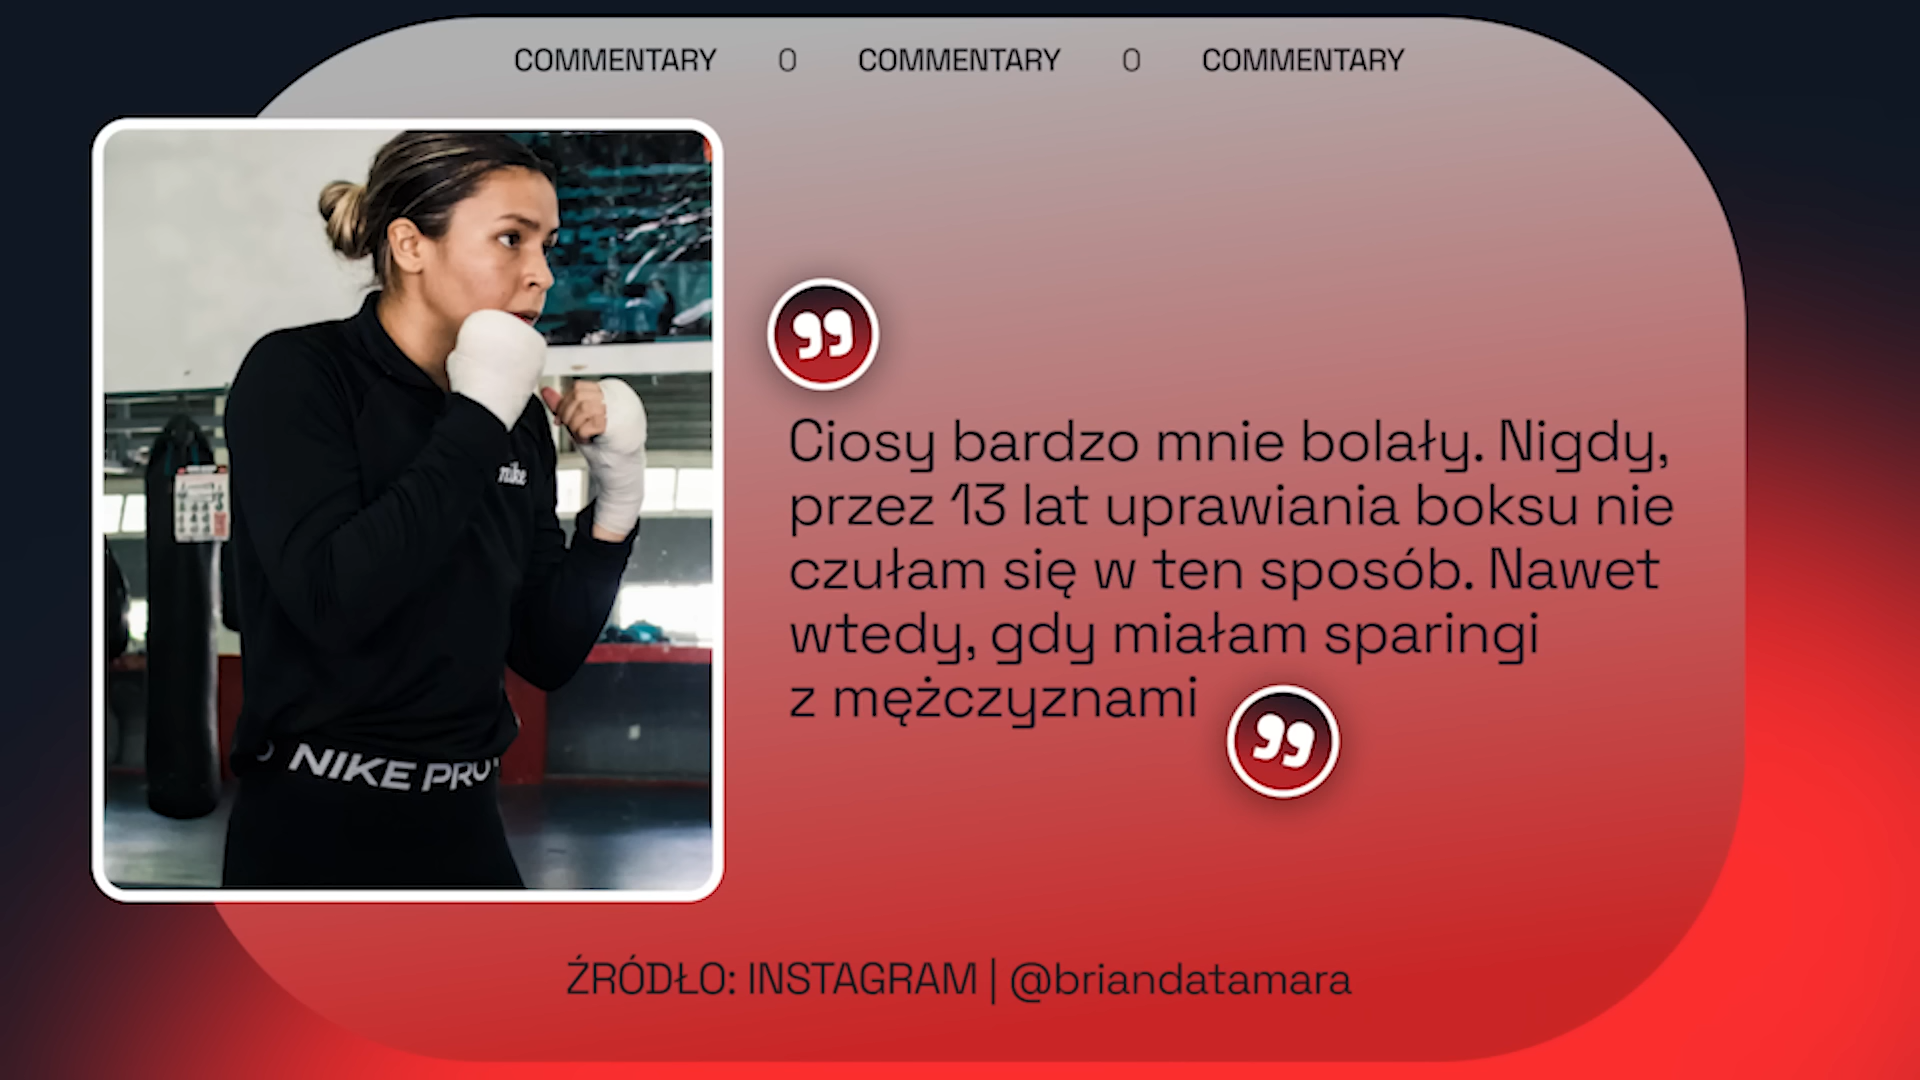 COMMENTARY O COMMENTARY O COMMENTARY
Ciosy bardzo mnie bolały. Nigdy,
przez 13 lat uprawiania boksu nie
czułam się w ten sposób. Nawet
wtedy, gdy miałam sparingi
z mężczyznami
nike
NIKE PRO
ŹRÓDŁO: INSTAGRAM | @briandatamara